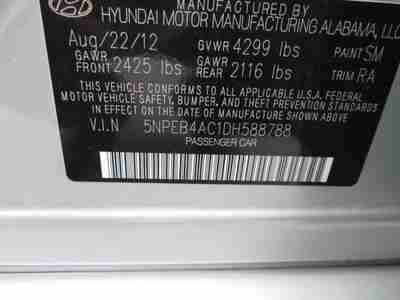 MANUFACTURED BY
HYUNDAI MOTOR MANUFACTURING ALABAMA, LLC
Aug/22/12 GVWR 4299 lbs PAINT SM
GAWR FRONT 2425 lbs GAWR REAR 2116 lbs TRIM RA
THIS VEHICLE CONFORMS TO ALL APPLICABLE U.S. FEDERAL
MOTOR VEHICLE SAFETY, BUMPER, AND THEFT PREVENTION STANDARDS
IN EFFECT ON THE DATE OF MANUFACTURE SHOWN ABOVE.
V.I.N 5NPEB4AC1DH588788
PASSENGER CAR